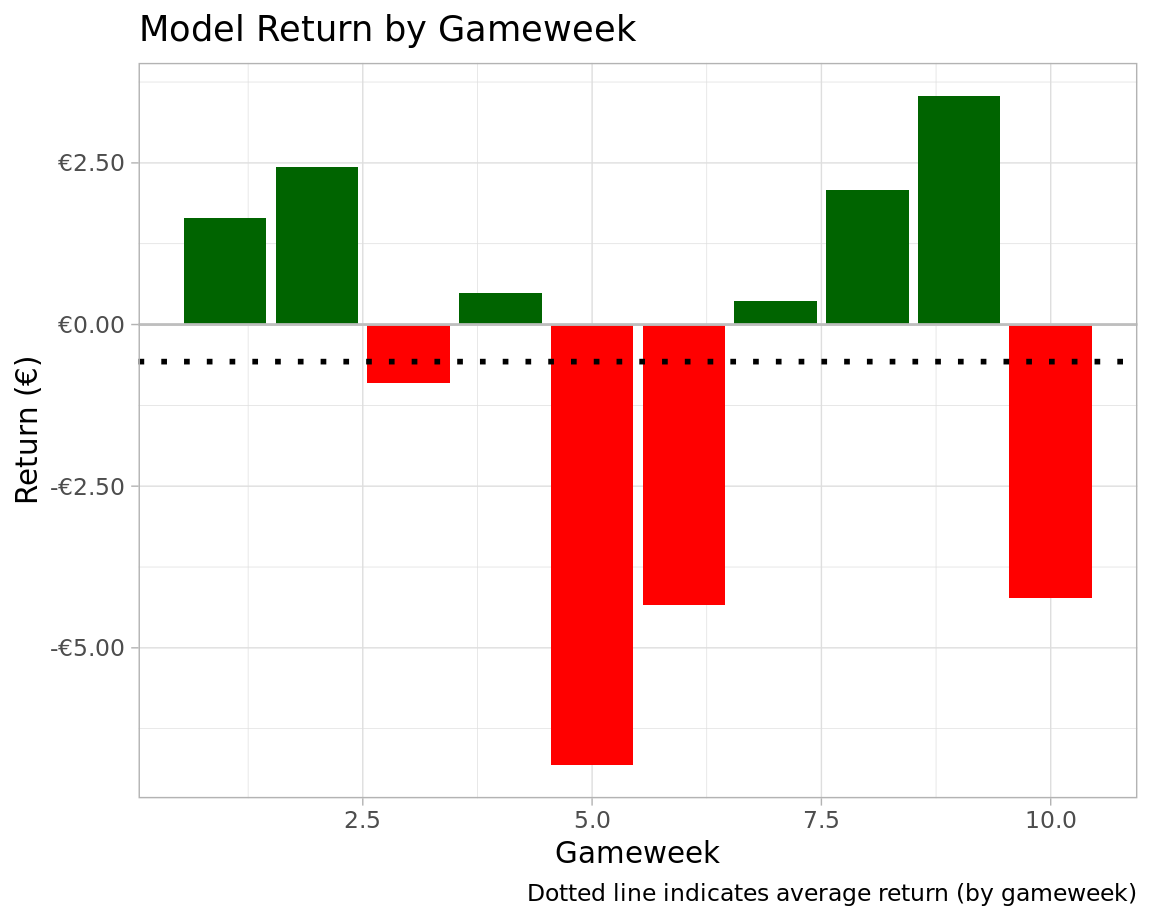 Model Return by Gameweek
€2.50
€0.00
-€2.50
-€5.00
Return (€)
2.5 5.0 7.5 10.0
Gameweek
Dotted line indicates average return (by gameweek)